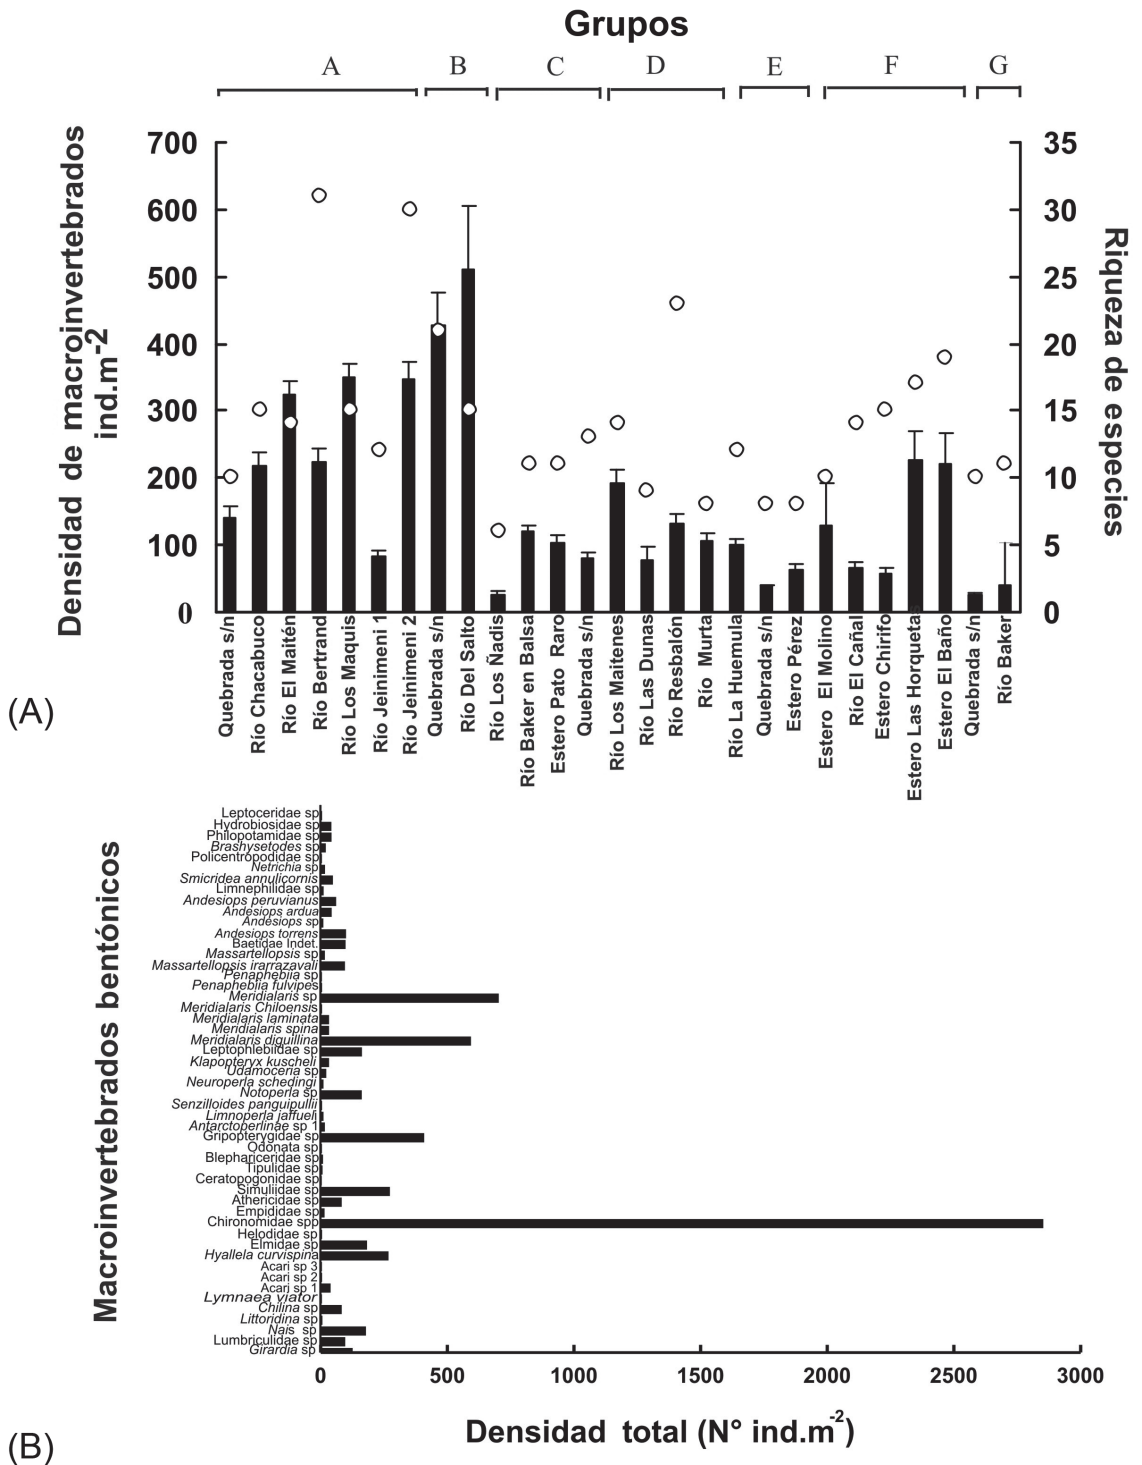 Grupos
A B C D E F G
Densidad de macroinvertebrados
ind.m-2
700
600
500
400
300
200
100
0
35
30
25
20
15
10
5
0
Riqueza de especies
Quebrada s/n
Río Chacabuco
Río El Maitén
Río Bertrand
Río Los Maquis
Río Jeinimeni 1
Río Jeinimeni 2
Quebrada s/n
Río Del Salto
Río Los Ñadis
Río Baker en Balsa
Estero Pato Raro
Quebrada s/n
Río Los Maitenes
Río Las Dunas
Río Resbalón
Río Murta
Río La Huemula
Quebrada s/n
Estero Pérez
Estero El Molino
Río El Cañal
Estero Chirifo
Estero Las Horquetas
Estero El Baño
Quebrada s/n
Río Baker
(A)
Macroinvertebrados bentónicos
Leptoceridae sp
Hydrobiosidae sp
Philopotamidae sp
Brashysetodes sp
Policentropodidae sp
Netrichia sp
Smicridea annulicornis
Limnephilidae sp
Andesiops peruvianus
Andesiops ardua
Andesiops sp
Andesiops torrens
Baetidae Indet.
Massartellopsis sp
Massartellopsis irarrazavali
Penaphebiia sp
Penaphebiia fulvipes
Meridialaris sp
Meridialaris Chiloensis
Meridialaris laminata
Meridialaris spina
Meridialaris diguillina
Leptophlebiidae sp
Klapopteryx kuscheli
Udamoceria sp
Neuroperla schedingi
Notoperla sp
Senzilloides panguipullii
Limnoperla jaffueli
Antarctoperlinae sp 1
Gripopterygidae sp
Odonata sp
Blephariceridae sp
Tipulidae sp
Ceratopogonidae sp
Simuliidae sp
Athericidae sp
Empididae sp
Chironomidae spp
Helodidae sp
Elmidae sp
Hyallela curvispina
Acari sp 3
Acari sp 2
Acari sp 1
Lymnaea viator
Chilina sp
Littoridina sp
Nais sp
Lumbriculidae sp
Girardia sp
0 500 1000 1500 2000 2500 3000
Densidad total (N° ind.m-2)
(B)